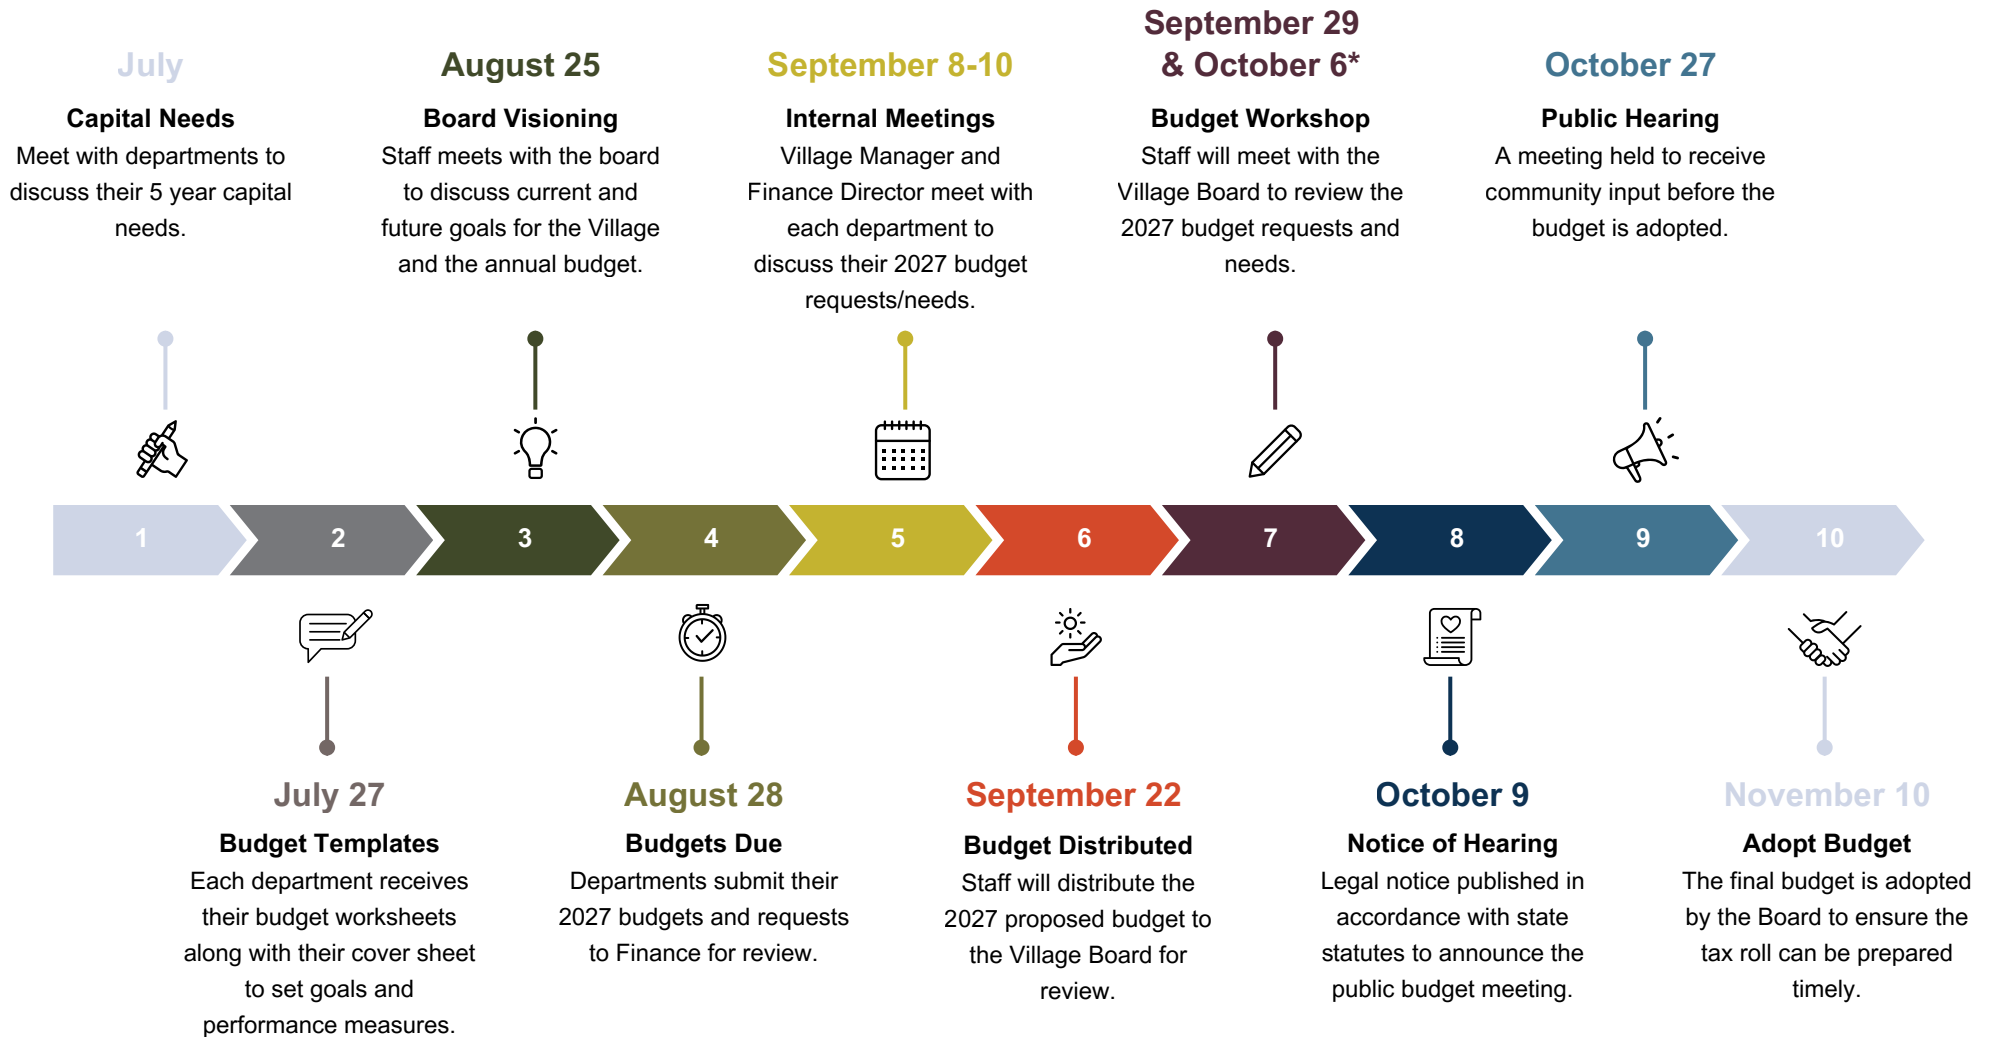 July
Capital Needs
Meet with departments to
discuss their 5 year capital
needs.
August 25
Board Visioning
Staff meets with the board
to discuss current and
future goals for the Village
and the annual budget.
September 8-10
Internal Meetings
Village Manager and
Finance Director meet with
each department to
discuss their 2027 budget
requests/needs.
September 29
& October 6*
Budget Workshop
Staff will meet with the
Village Board to review the
2027 budget requests and
needs.
October 27
Public Hearing
A meeting held to receive
community input before the
budget is adopted.
1
2
3
4
5
6
7
8
9
10
July 27
Budget Templates
Each department receives
their budget worksheets
along with their cover sheet
to set goals and
performance measures.
August 28
Budgets Due
Departments submit their
2027 budgets and requests
to Finance for review.
September 22
Budget Distributed
Staff will distribute the
2027 proposed budget to
the Village Board for
review.
October 9
Notice of Hearing
Legal notice published in
accordance with state
statutes to announce the
public budget meeting.
November 10
Adopt Budget
The final budget is adopted
by the Board to ensure the
tax roll can be prepared
timely.